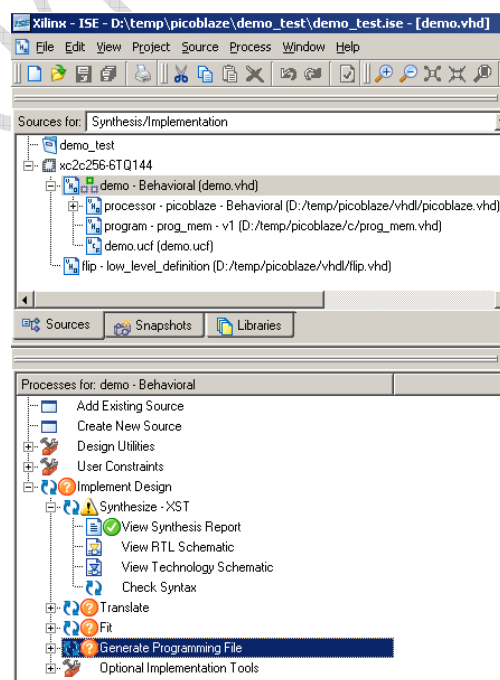 Xilinx - ISE - D:\temp\picoblaze\demo_test\demo_test.ise - [demo.vhd]
File Edit View Project Source Process Window Help
Sources for: Synthesis/Implementation
demo_test
xc2c256-6TQ144
demo - Behavioral (demo.vhd)
processor - picoblaze - Behavioral (D:/temp/picoblaze/vhdl/picoblaze.vhd)
program - prog_mem - v1 (D:/temp/picoblaze/c/prog_mem.vhd)
demo.ucf (demo.ucf)
flip - low_level_definition (D:/temp/picoblaze/vhdl/flip.vhd)
Sources Snapshots Libraries
Processes for: demo - Behavioral
Add Existing Source
Create New Source
Design Utilities
User Constraints
Implement Design
Synthesize - XST
View Synthesis Report
View RTL Schematic
View Technology Schematic
Check Syntax
Translate
Fit
Generate Programming File
Optional Implementation Tools